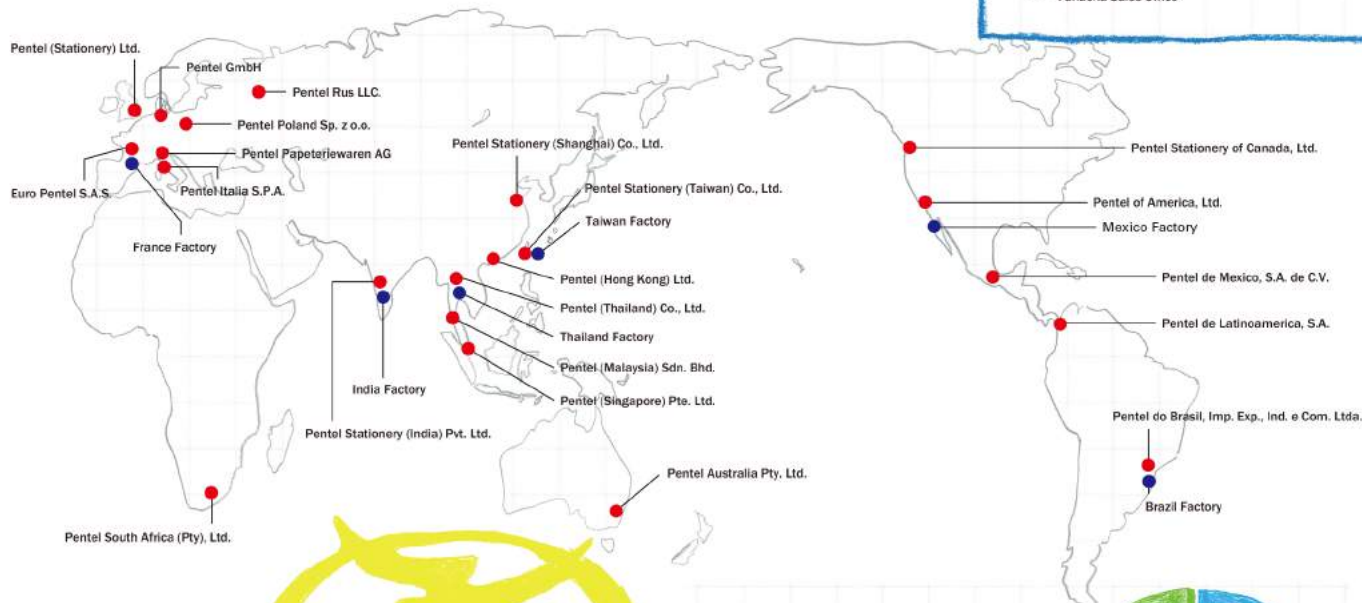 Pentel (Stationery) Ltd.
Pentel GmbH
Pentel Rus LLC.
Pentel Poland Sp. z o.o.
Pentel Papeteriewaren AG
Euro Pentel S.A.S.
Pentel Italia S.P.A.
France Factory
Pentel Stationery (Shanghai) Co., Ltd.
Pentel Stationery (Taiwan) Co., Ltd.
Taiwan Factory
Pentel (Hong Kong) Ltd.
Pentel (Thailand) Co., Ltd.
Thailand Factory
Pentel (Malaysia) Sdn. Bhd.
Pentel (Singapore) Pte. Ltd.
India Factory
Pentel Stationery (India) Pvt. Ltd.
Pentel Australia Pty, Ltd.
Pentel South Africa (Pty), Ltd.
Pentel Stationery of Canada, Ltd.
Pentel of America, Ltd.
Mexico Factory
Pentel de Mexico, S.A. de C.V.
Pentel de Latinoamerica, S.A.
Pentel do Brasil, Imp. Exp., Ind. e Com. Ltda.
Brazil Factory